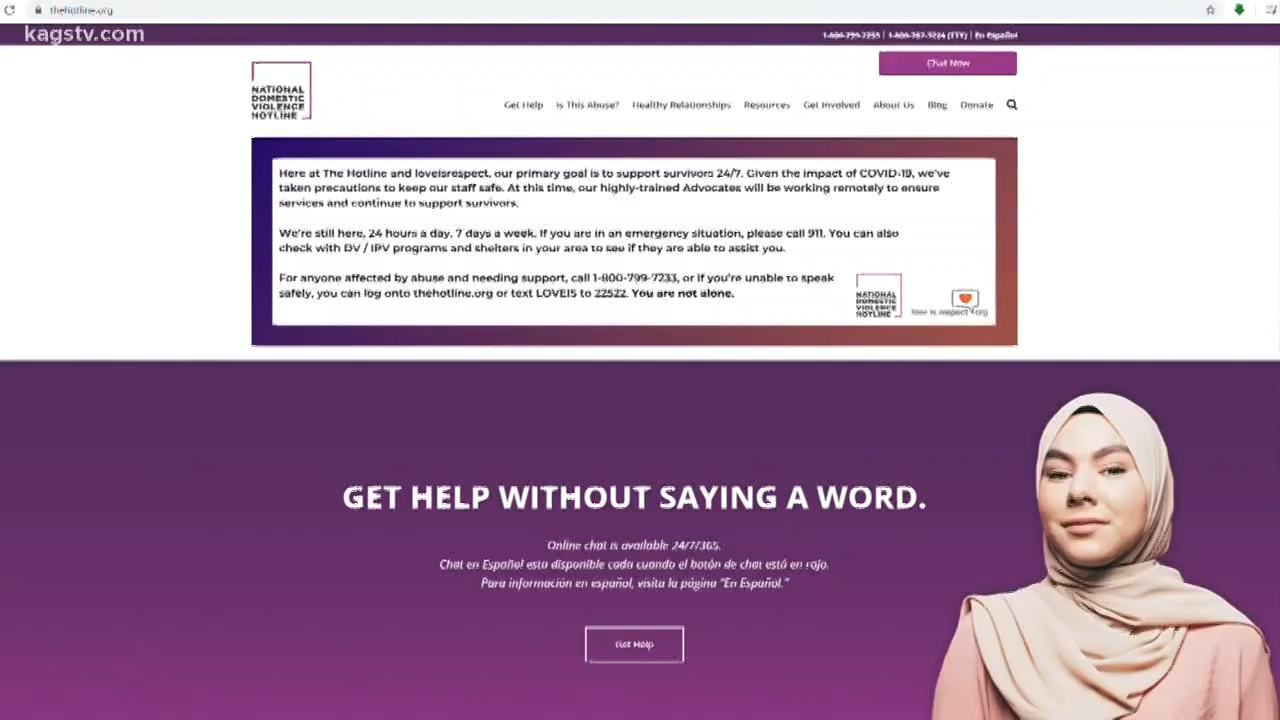 thehotline.org
kagstv.com
1-800-799-7233 | 1-800-787-3224 (TTY) | En Español
Chat Now
NATIONAL
DOMESTIC
VIOLENCE
HOTLINE
Get Help Is This Abuse? Healthy Relationships Resources Get Involved About Us Blog Donate
Here at The Hotline and loveisrespect, our primary goal is to support survivors 24/7. Given the impact of COVID-19, we've
taken precautions to keep our staff safe. At this time, our highly-trained Advocates will be working remotely to ensure
services and continue to support survivors.
We're still here, 24 hours a day, 7 days a week. If you are in an emergency situation, please call 911. You can also
check with DV / IPV programs and shelters in your area to see if they are able to assist you.
For anyone affected by abuse and needing support, call 1-800-799-7233, or if you're unable to speak
safely, you can log onto thehotline.org or text LOVEIS to 22522. You are not alone.
NATIONAL
DOMESTIC
VIOLENCE
HOTLINE
love is respect org
GET HELP WITHOUT SAYING A WORD.
Online chat is available 24/7/365.
Chat en Español esta disponible cada cuando el botón de chat está en rojo.
Para información en español, visita la página "En Español."
Get Help